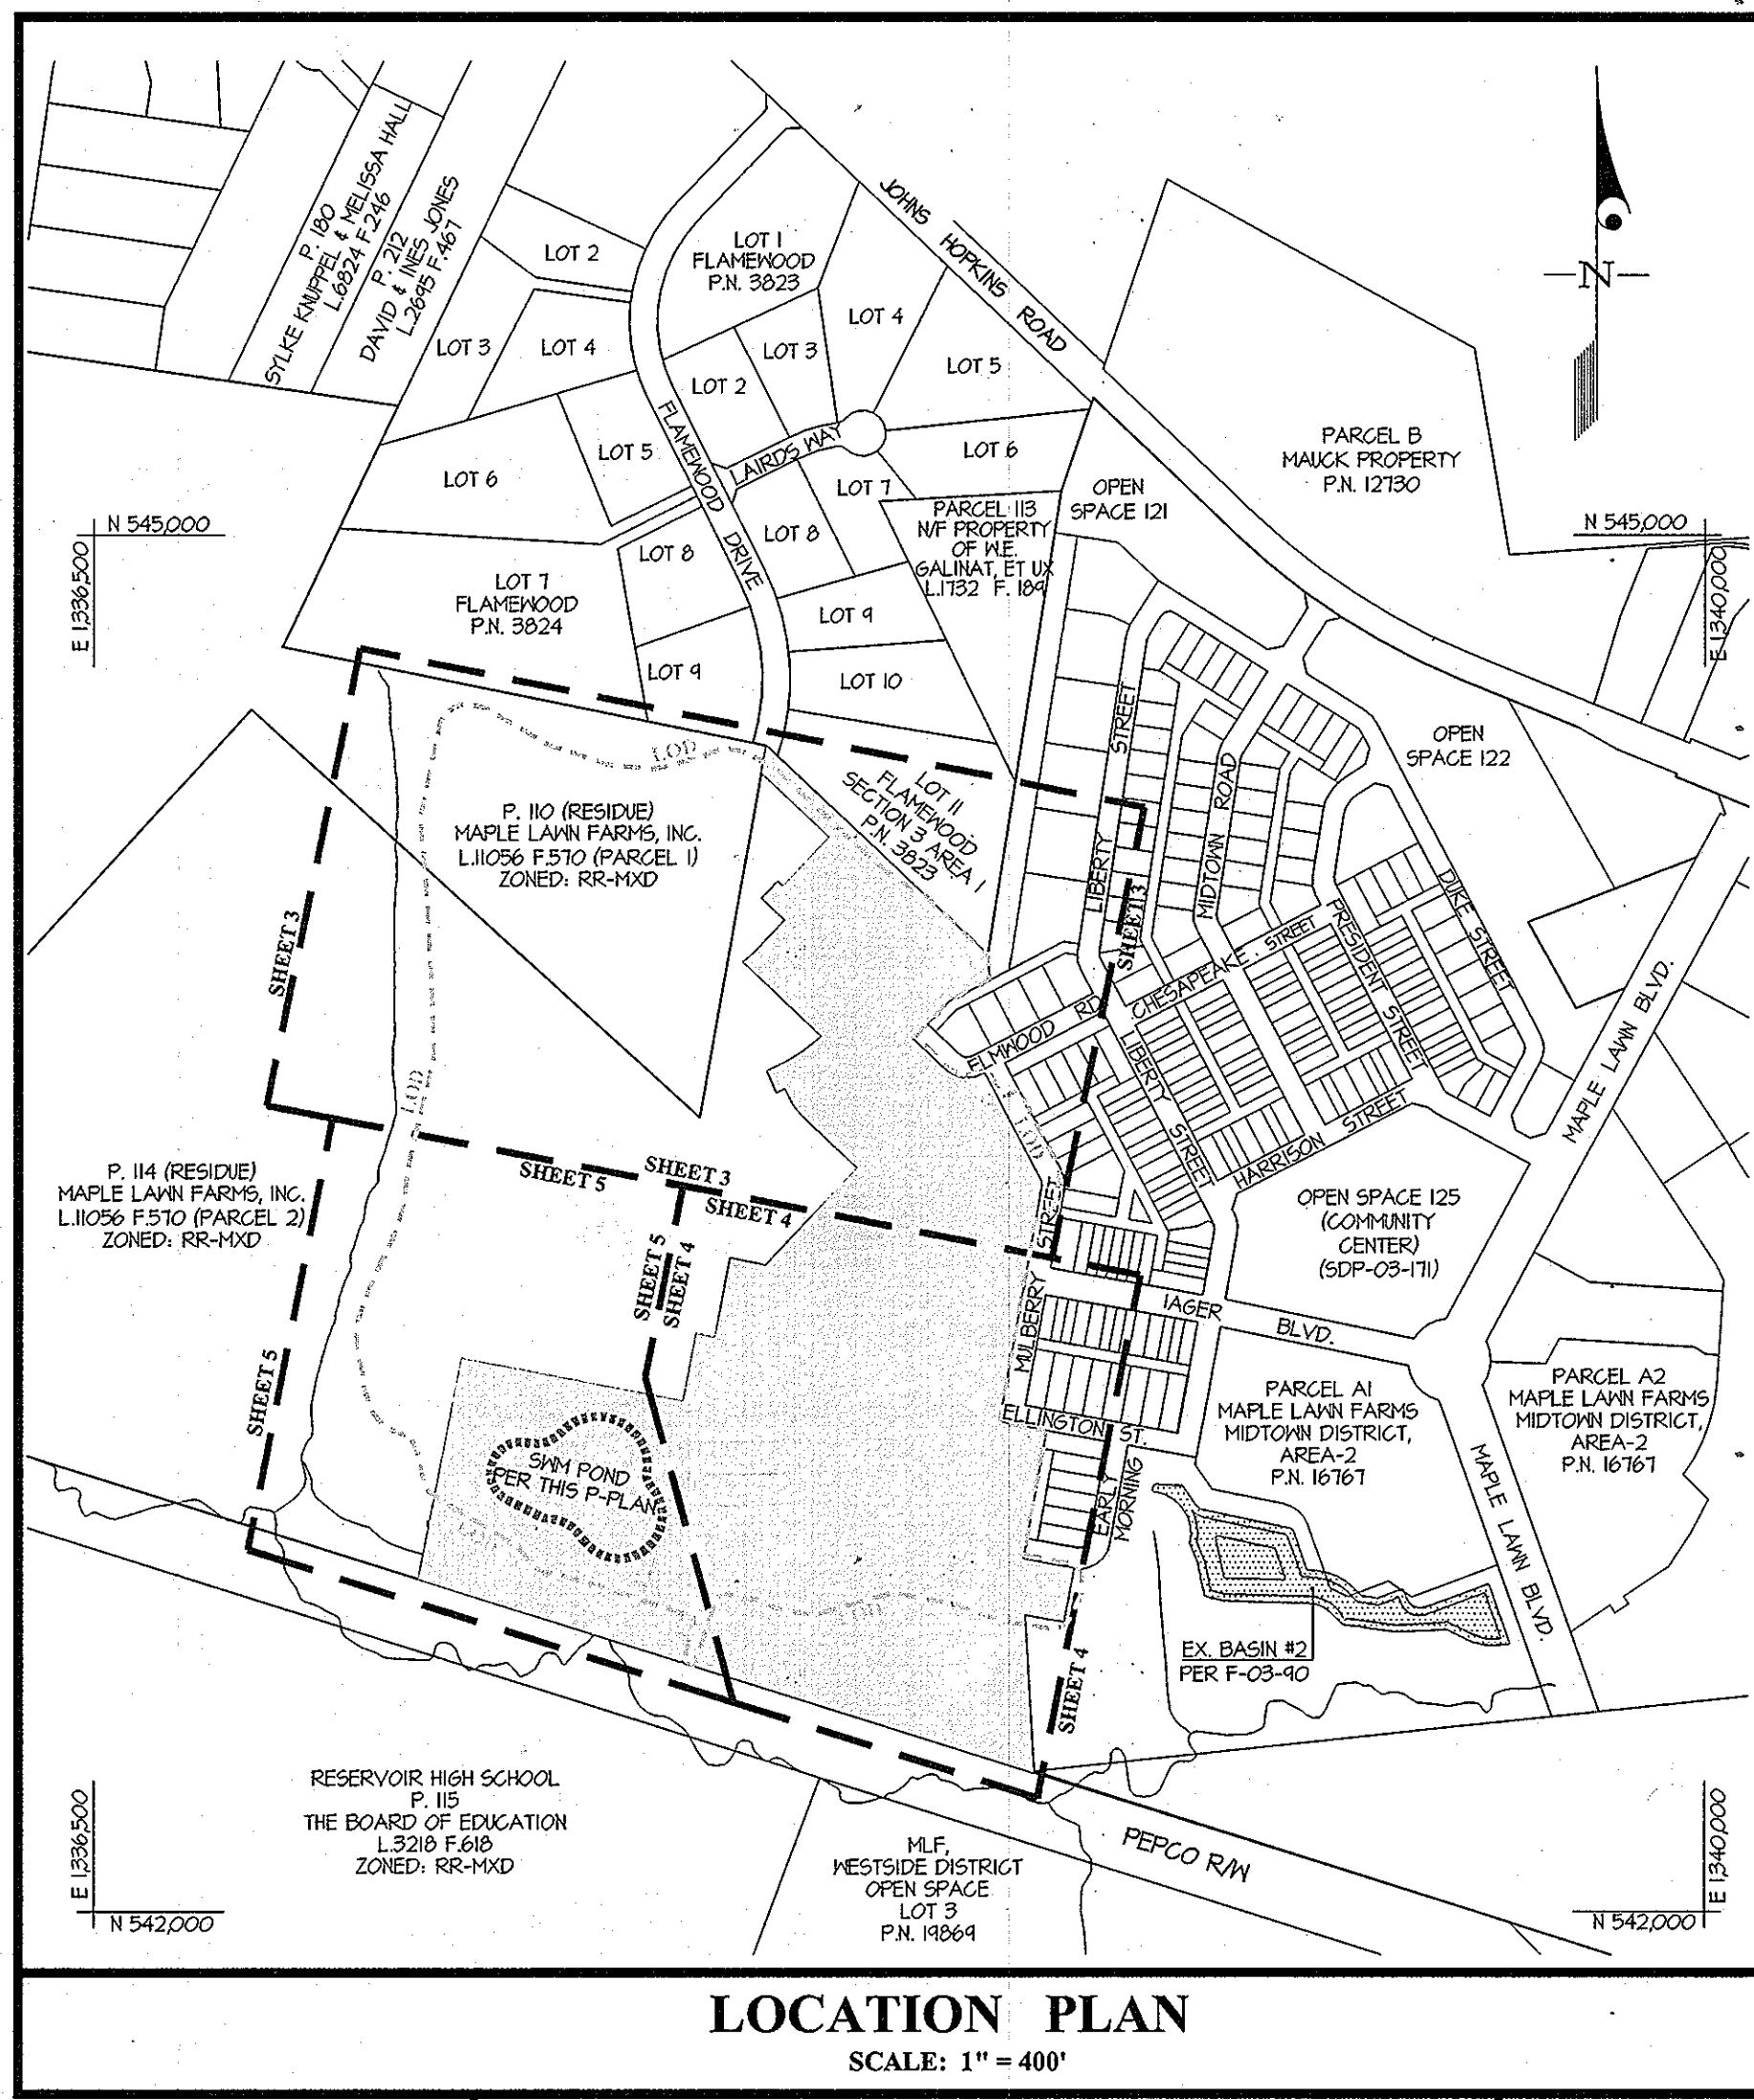 P. 180
SYLKE KNUPPEL & MELISSA HALL
L.6824 F.246
P. 212
DAVID & INES JONES
L.2695 F.467
LOT 2
LOT 3
LOT 4
LOT 5
LOT 6
LOT 7
FLAMEWOOD
P.N. 3824
LOT 8
LOT 9
LOT 1
FLAMEWOOD
P.N. 3823
LOT 2
LOT 3
LOT 4
LOT 5
LOT 6
LOT 7
LOT 8
LOT 9
LOT 10
LOT 11
FLAMEWOOD
SECTION 3 AREA 1
P.N. 3823
FLAMEWOOD DRIVE
LAIRDS WAY
JOHNS HOPKINS ROAD
N
PARCEL B
MAUCK PROPERTY
P.N. 12730
PARCEL 113
N/F PROPERTY
OF W.E.
GALINAT, ET UX
L.1732 F. 189
OPEN
SPACE 121
OPEN
SPACE 122
N 545,000
E 1,336,500
N 545,000
E 1,340,000
LIBERTY STREET
MIDTOWN ROAD
CHESAPEAKE STREET
PRESIDENT STREET
DUKE STREET
ELMWOOD RD
LIBERTY STREET
HARRISON STREET
MAPLE LAWN BLVD.
LOD
P. 110 (RESIDUE)
MAPLE LAWN FARMS, INC.
L.11056 F.570 (PARCEL 1)
ZONED: RR-MXD
SHEET 3
SHEET 3
LOD
LOD
P. 114 (RESIDUE)
MAPLE LAWN FARMS, INC.
L.11056 F.570 (PARCEL 2)
ZONED: RR-MXD
SHEET 3
SHEET 5
SHEET 4
SHEET 5
SHEET 4
SHEET 5
OPEN SPACE 125
(COMMUNITY
CENTER)
(SDP-03-171)
MULBERRY STREET
IAGER BLVD.
ELLINGTON ST.
EARLY
MORNING
PARCEL A1
MAPLE LAWN FARMS
MIDTOWN DISTRICT,
AREA-2
P.N. 16767
PARCEL A2
MAPLE LAWN FARMS
MIDTOWN DISTRICT,
AREA-2
P.N. 16767
MAPLE LAWN BLVD.
SWM POND
PER THIS P-PLAN
LOD
LOD
EX. BASIN #2
PER F-03-90
SHEET 4
RESERVOIR HIGH SCHOOL
P. 115
THE BOARD OF EDUCATION
L.3218 F.618
ZONED: RR-MXD
MLF,
WESTSIDE DISTRICT
OPEN SPACE
LOT 3
P.N. 19869
PEPCO R/W
E 1,336,500
N 542,000
E 1,340,000
N 542,000
LOCATION PLAN
SCALE: 1" = 400'